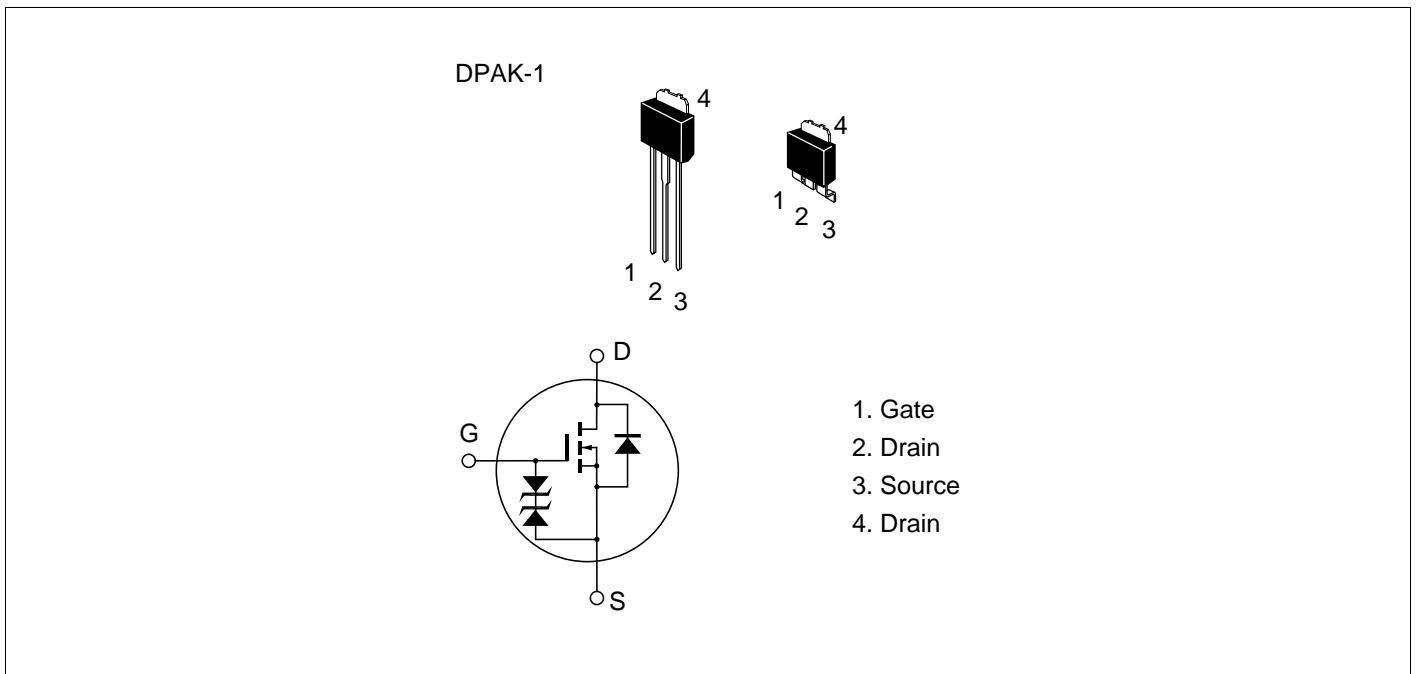 DPAK-1
4
4
1
2
3
1
2
3
D
G
S
1. Gate
2. Drain
3. Source
4. Drain